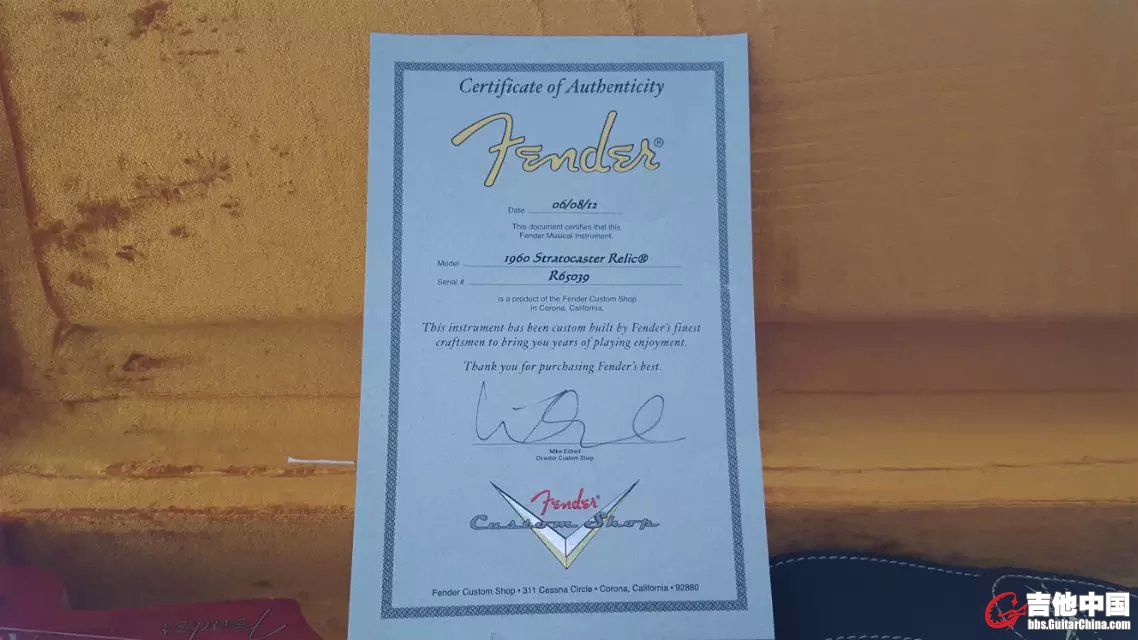 Certificate of Authenticity
Fender®
Date 06/08/12
This document certifies that this
Fender Musical Instrument,
Model 1960 Stratocaster Relic®
Serial # R65039
is a product of the Fender Custom Shop
in Corona, California.
This instrument has been custom built by Fender's finest
craftsmen to bring you years of playing enjoyment.
Thank you for purchasing Fender's best.
Mike Eldred
Director Custom Shop
Fender®
Custom Shop
Fender Custom Shop • 311 Cessna Circle • Corona, California • 92880
Fender
吉他中国
bbs.GuitarChina.com